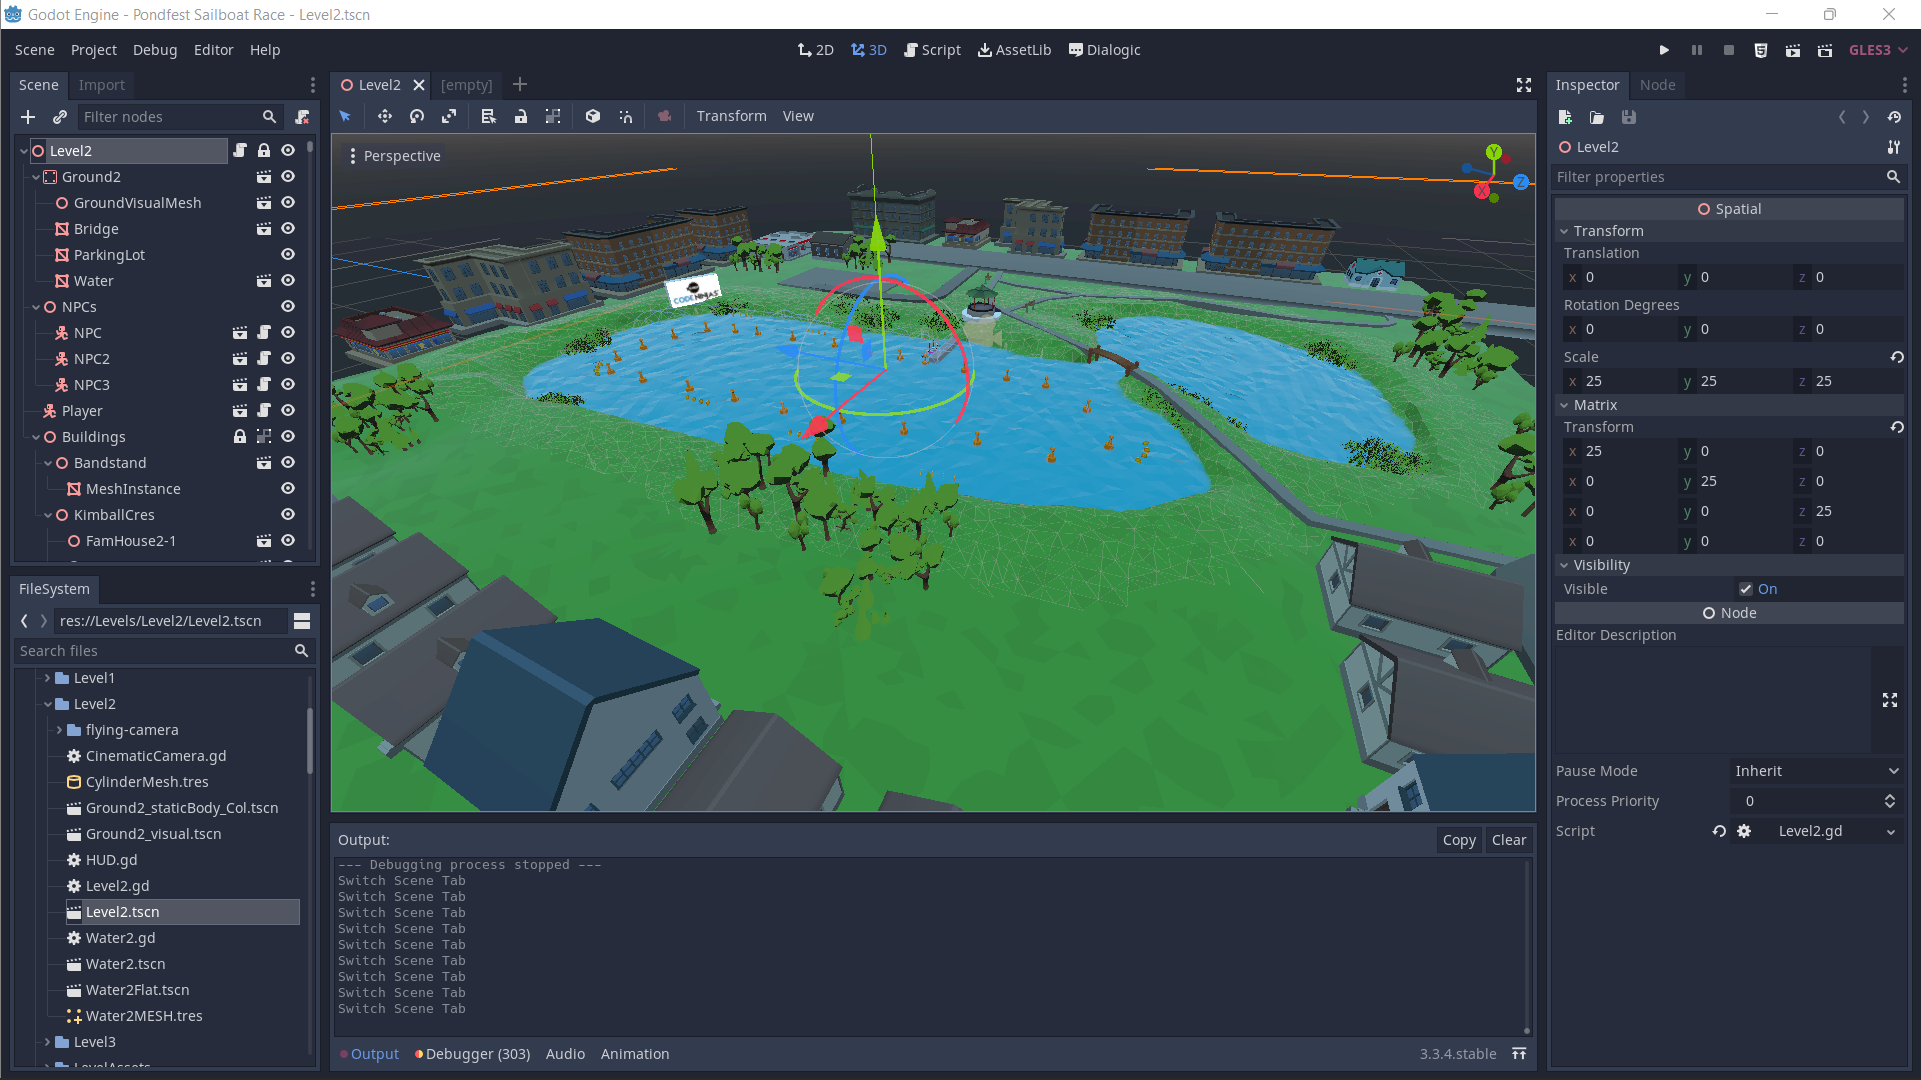 Godot Engine - Pondfest Sailboat Race - Level2.tscn
Scene Project Debug Editor Help
2D 3D Script AssetLib Dialogic
GLES3
Scene Import
Filter nodes
Level2
Ground2
GroundVisualMesh
Bridge
ParkingLot
Water
NPCs
NPC
NPC2
NPC3
Player
Buildings
Bandstand
MeshInstance
KimballCres
FamHouse2-1
FileSystem
res://Levels/Level2/Level2.tscn
Search files
Level1
Level2
flying-camera
CinematicCamera.gd
CylinderMesh.tres
Ground2_staticBody_Col.tscn
Ground2_visual.tscn
HUD.gd
Level2.gd
Level2.tscn
Water2.gd
Water2.tscn
Water2Flat.tscn
Water2MESH.tres
Level3
LevelAssets
Level2 [empty]
Transform View
Perspective
CODE NINJAS
Y
X Z
Output:
Copy Clear
--- Debugging process stopped ---
Switch Scene Tab
Switch Scene Tab
Switch Scene Tab
Switch Scene Tab
Switch Scene Tab
Switch Scene Tab
Switch Scene Tab
Switch Scene Tab
Switch Scene Tab
Output Debugger (303) Audio Animation
3.3.4.stable
Inspector Node
Level2
Filter properties
Spatial
Transform
Translation
x 0 y 0 z 0
Rotation Degrees
x 0 y 0 z 0
Scale
x 25 y 25 z 25
Matrix
Transform
x 25 y 0 z 0
x 0 y 25 z 0
x 0 y 0 z 25
x 0 y 0 z 0
Visibility
Visible On
Node
Editor Description
Pause Mode Inherit
Process Priority 0
Script Level2.gd